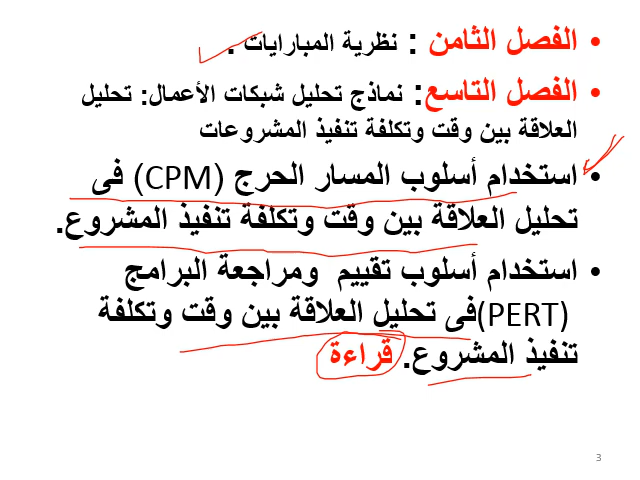 • الفصل الثامن : نظرية المباريات .
• الفصل التاسع: نماذج تحليل شبكات الأعمال: تحليل
العلاقة بين وقت وتكلفة تنفيذ المشروعات
• استخدام أسلوب المسار الحرج (CPM) فى
تحليل العلاقة بين وقت وتكلفة تنفيذ المشروع.
• استخدام أسلوب تقييم ومراجعة البرامج
(PERT)فى تحليل العلاقة بين وقت وتكلفة
تنفيذ المشروع. قراءة
3